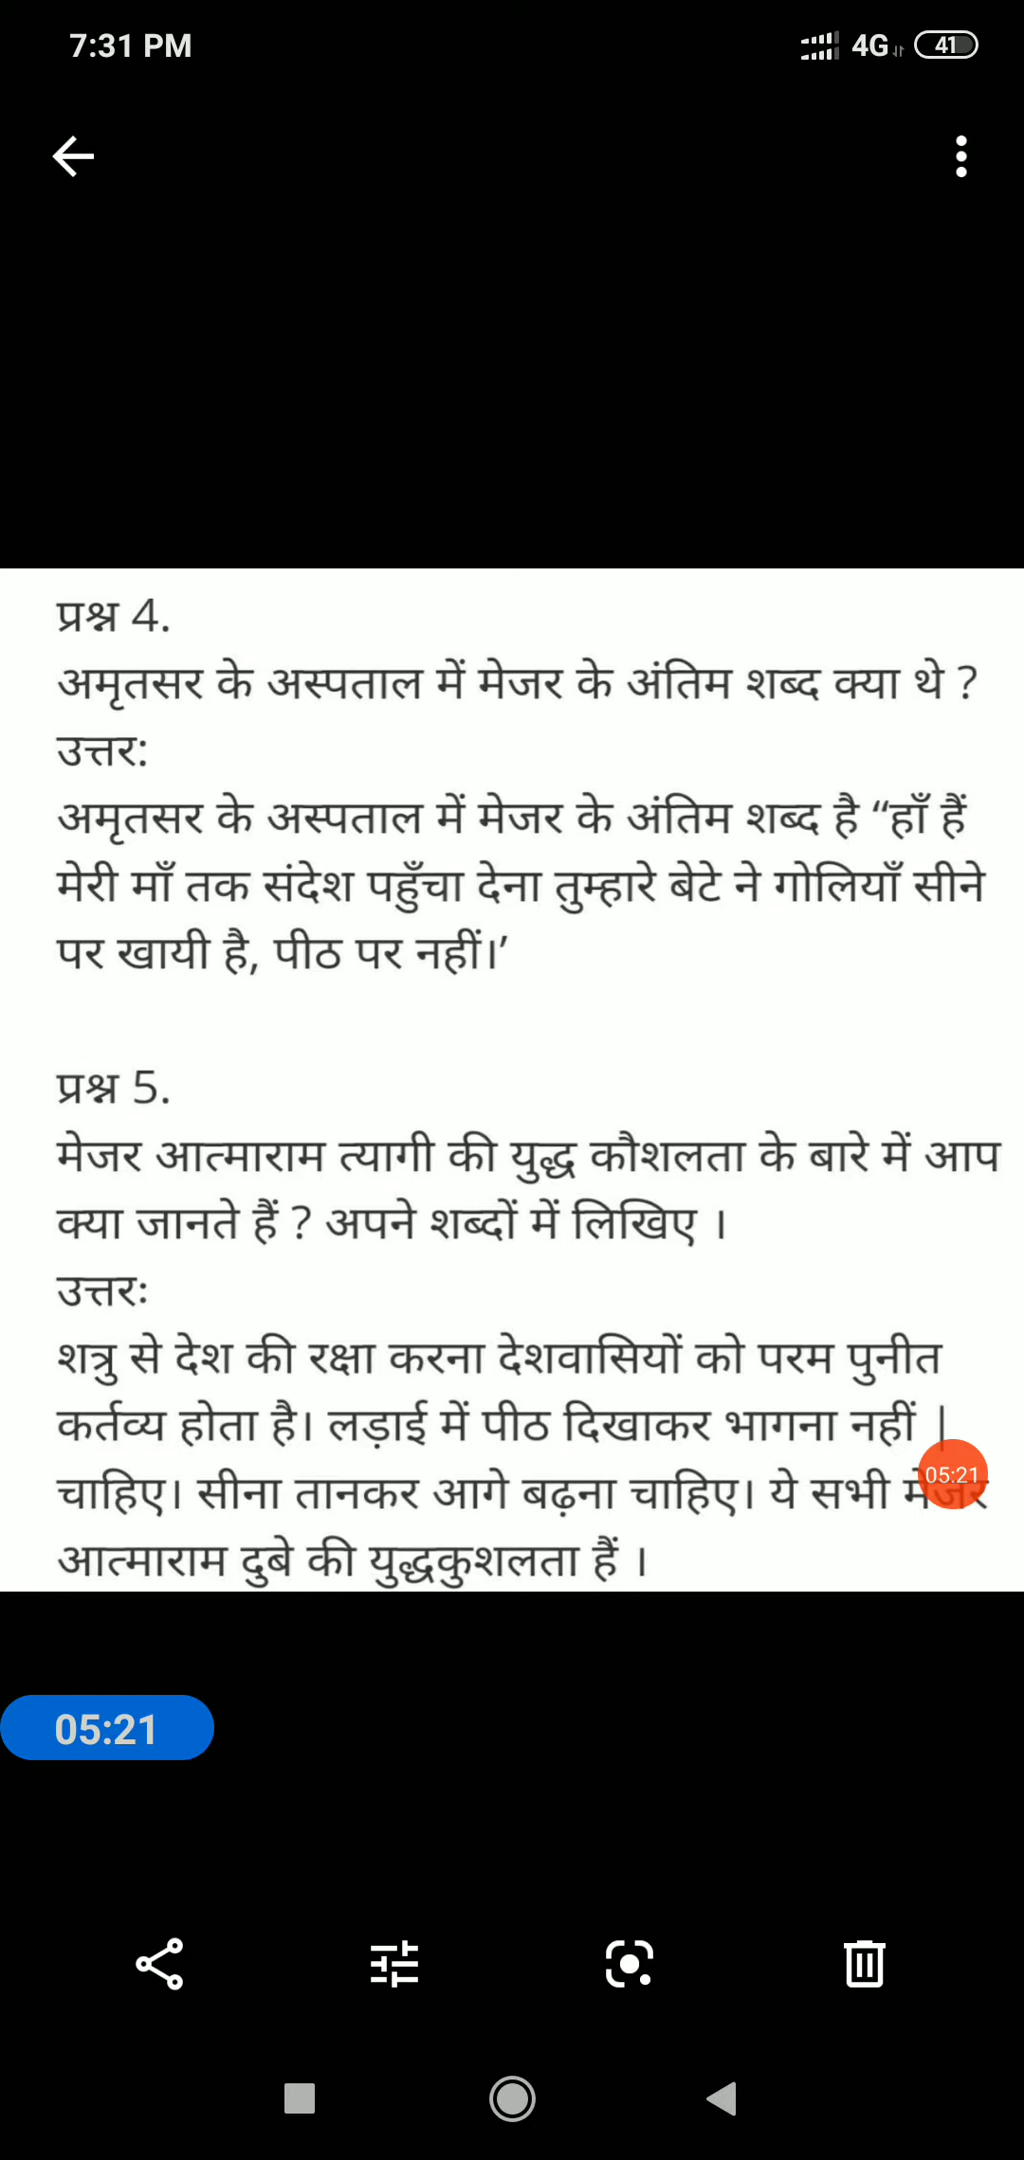 7:31 PM
4G 41
प्रश्न 4.
अमृतसर के अस्पताल में मेजर के अंतिम शब्द क्या थे ?
उत्तर:
अमृतसर के अस्पताल में मेजर के अंतिम शब्द है “हाँ हैं
मेरी माँ तक संदेश पहुँचा देना तुम्हारे बेटे ने गोलियाँ सीने
पर खायी है, पीठ पर नहीं।’
प्रश्न 5.
मेजर आत्माराम त्यागी की युद्ध कौशलता के बारे में आप
क्या जानते हैं ? अपने शब्दों में लिखिए ।
उत्तरः
शत्रु से देश की रक्षा करना देशवासियों को परम पुनीत
कर्तव्य होता है। लड़ाई में पीठ दिखाकर भागना नहीं |
चाहिए। सीना तानकर आगे बढ़ना चाहिए। ये सभी मेजर
05:21
आत्माराम दुबे की युद्धकुशलता हैं ।
05:21